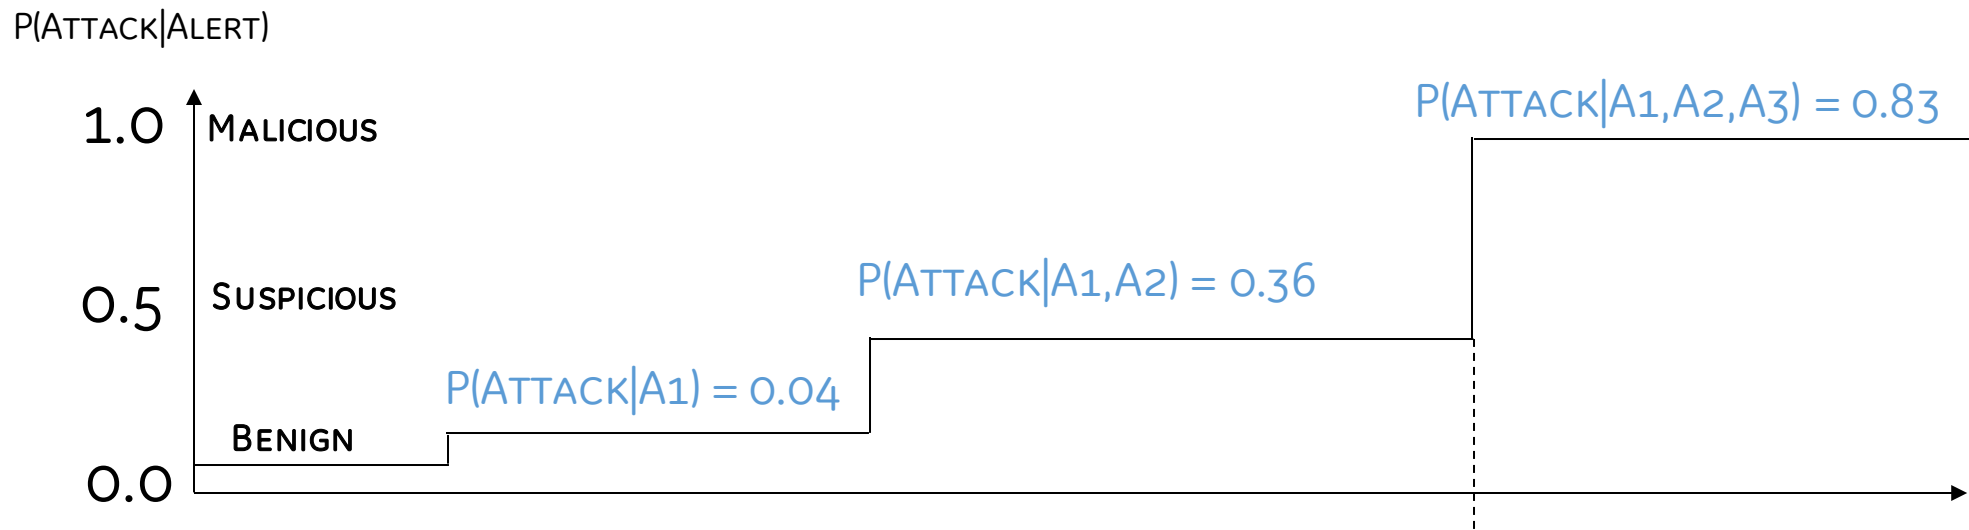 P(ATTACK|ALERT)
1.0 MALICIOUS
P(ATTACK|A1,A2,A3) = 0.83
0.5 SUSPICIOUS
P(ATTACK|A1,A2) = 0.36
P(ATTACK|A1) = 0.04
BENIGN
0.0